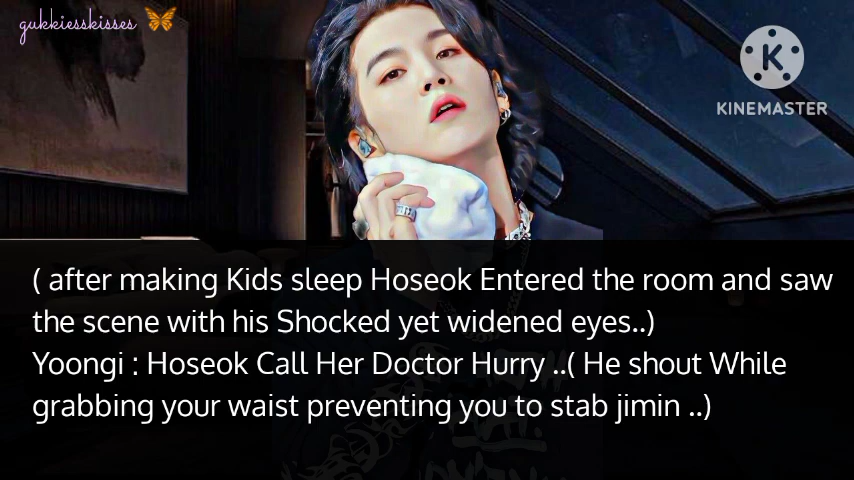 gukkiesskisses
K
KINEMASTER
( after making Kids sleep Hoseok Entered the room and saw
the scene with his Shocked yet widened eyes..)
Yoongi : Hoseok Call Her Doctor Hurry ..( He shout While
grabbing your waist preventing you to stab jimin ..)